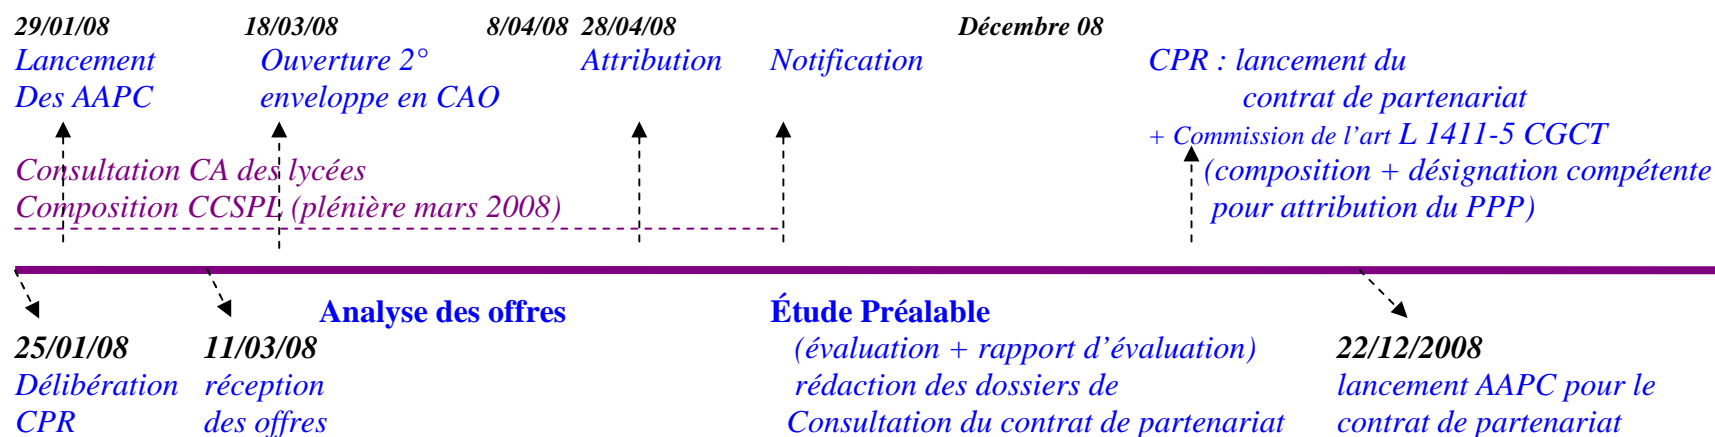 29/01/08 18/03/08 8/04/08 28/04/08 Décembre 08
Lancement Ouverture 2° Attribution Notification CPR : lancement du
Des AAPC enveloppe en CAO contrat de partenariat
+ Commission de l’art L 1411-5 CGCT
Consultation CA des lycées (composition + désignation compétente
Composition CCSPL (plénière mars 2008) pour attribution du PPP)
Analyse des offres Étude Préalable
25/01/08 11/03/08 (évaluation + rapport d’évaluation) 22/12/2008
Délibération réception rédaction des dossiers de lancement AAPC pour le
CPR des offres Consultation du contrat de partenariat contrat de partenariat